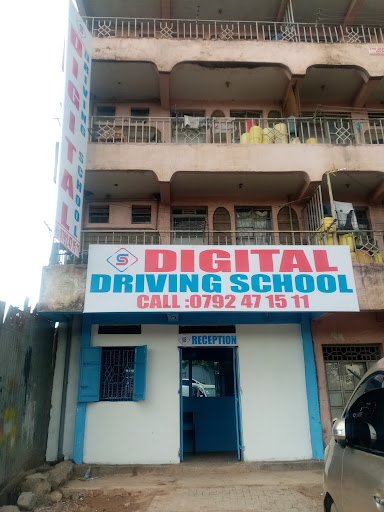 DIGITAL
DRIVING SCHOOL
DIGITAL
DRIVING SCHOOL
CALL :0792 47 15 11
RECEPTION